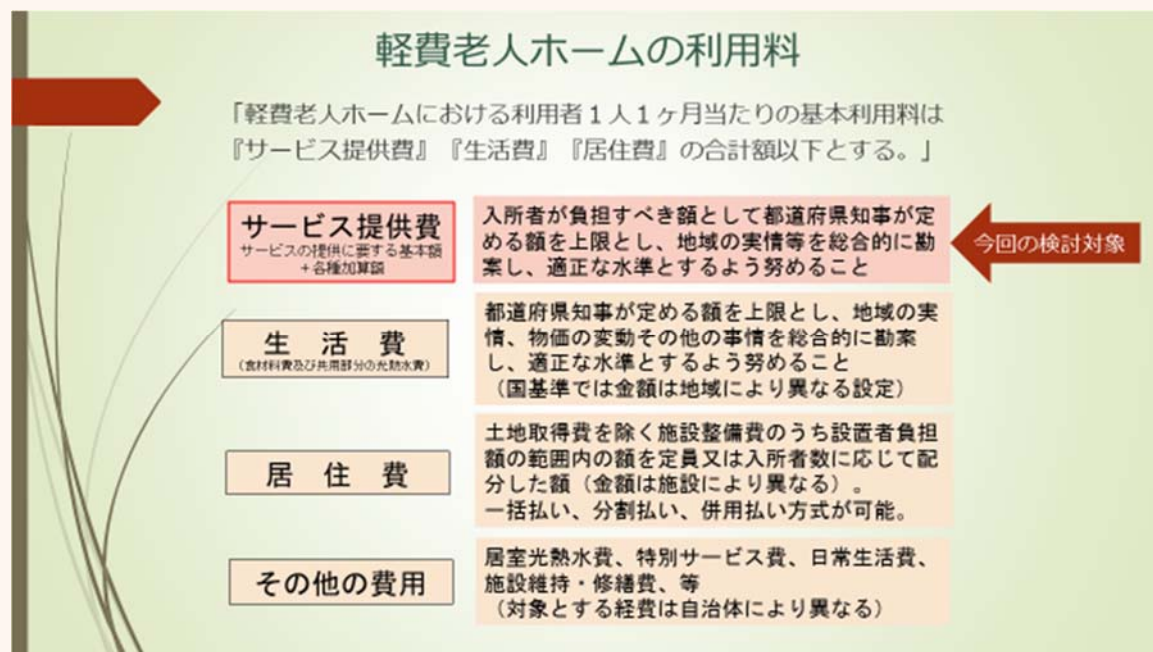 軽費老人ホームの利用料
「軽費老人ホームにおける利用者１人１ヶ月当たりの基本利用料は
『サービス提供費』『生活費』『居住費』の合計額以下とする。」
サービス提供費
サービスの提供に要する基本額
＋各種加算額
入所者が負担すべき額として都道府県知事が定
める額を上限とし、地域の実情等を総合的に勘
案し、適正な水準とするよう努めること
今回の検討対象
生　活　費
（食材料費及び共用部分の光熱水費）
都道府県知事が定める額を上限とし、地域の実
情、物価の変動その他の事情を総合的に勘案
し、適正な水準とするよう努めること
（国基準では金額は地域により異なる設定）
居　住　費
土地取得費を除く施設整備費のうち設置者負担
額の範囲内の額を定員又は入所者数に応じて配
分した額（金額は施設により異なる）。
一括払い、分割払い、併用払い方式が可能。
その他の費用
居室光熱水費、特別サービス費、日常生活費、
施設維持・修繕費、等
（対象とする経費は自治体により異なる）